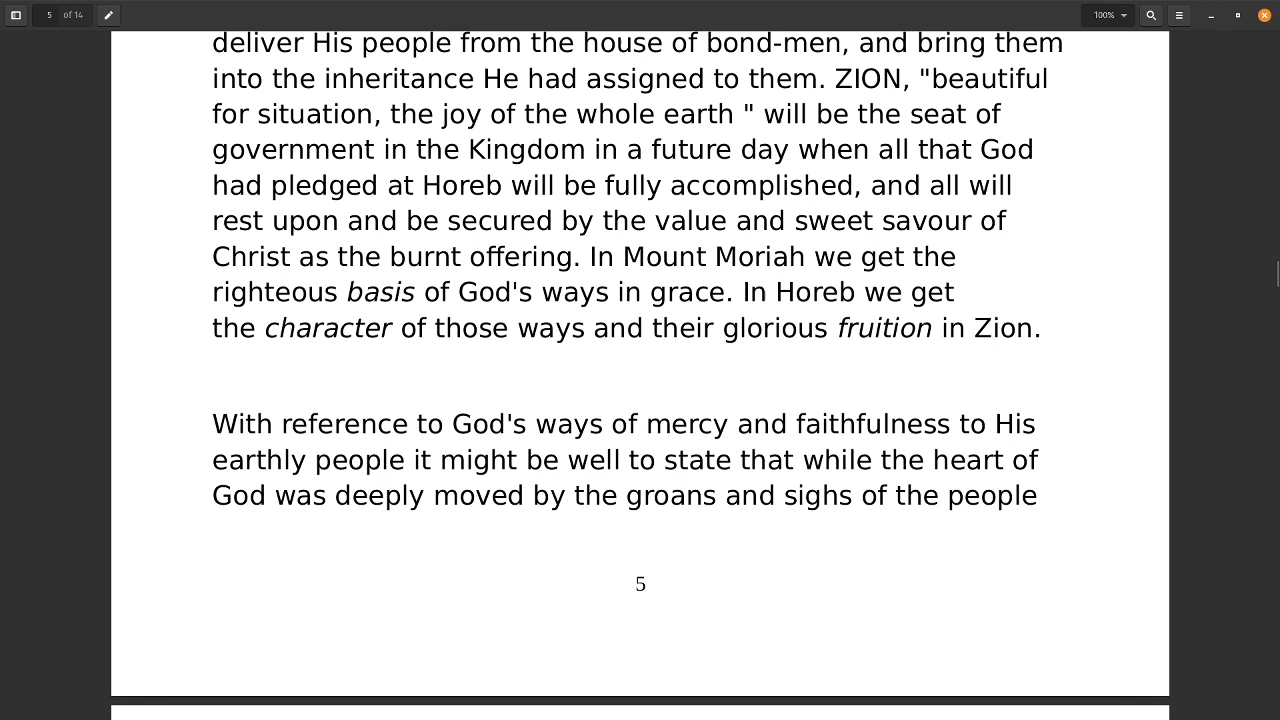 5 of 14
100%
deliver His people from the house of bond-men, and bring them
into the inheritance He had assigned to them. ZION, "beautiful
for situation, the joy of the whole earth " will be the seat of
government in the Kingdom in a future day when all that God
had pledged at Horeb will be fully accomplished, and all will
rest upon and be secured by the value and sweet savour of
Christ as the burnt offering. In Mount Moriah we get the
righteous basis of God's ways in grace. In Horeb we get
the character of those ways and their glorious fruition in Zion.
With reference to God's ways of mercy and faithfulness to His
earthly people it might be well to state that while the heart of
God was deeply moved by the groans and sighs of the people
5